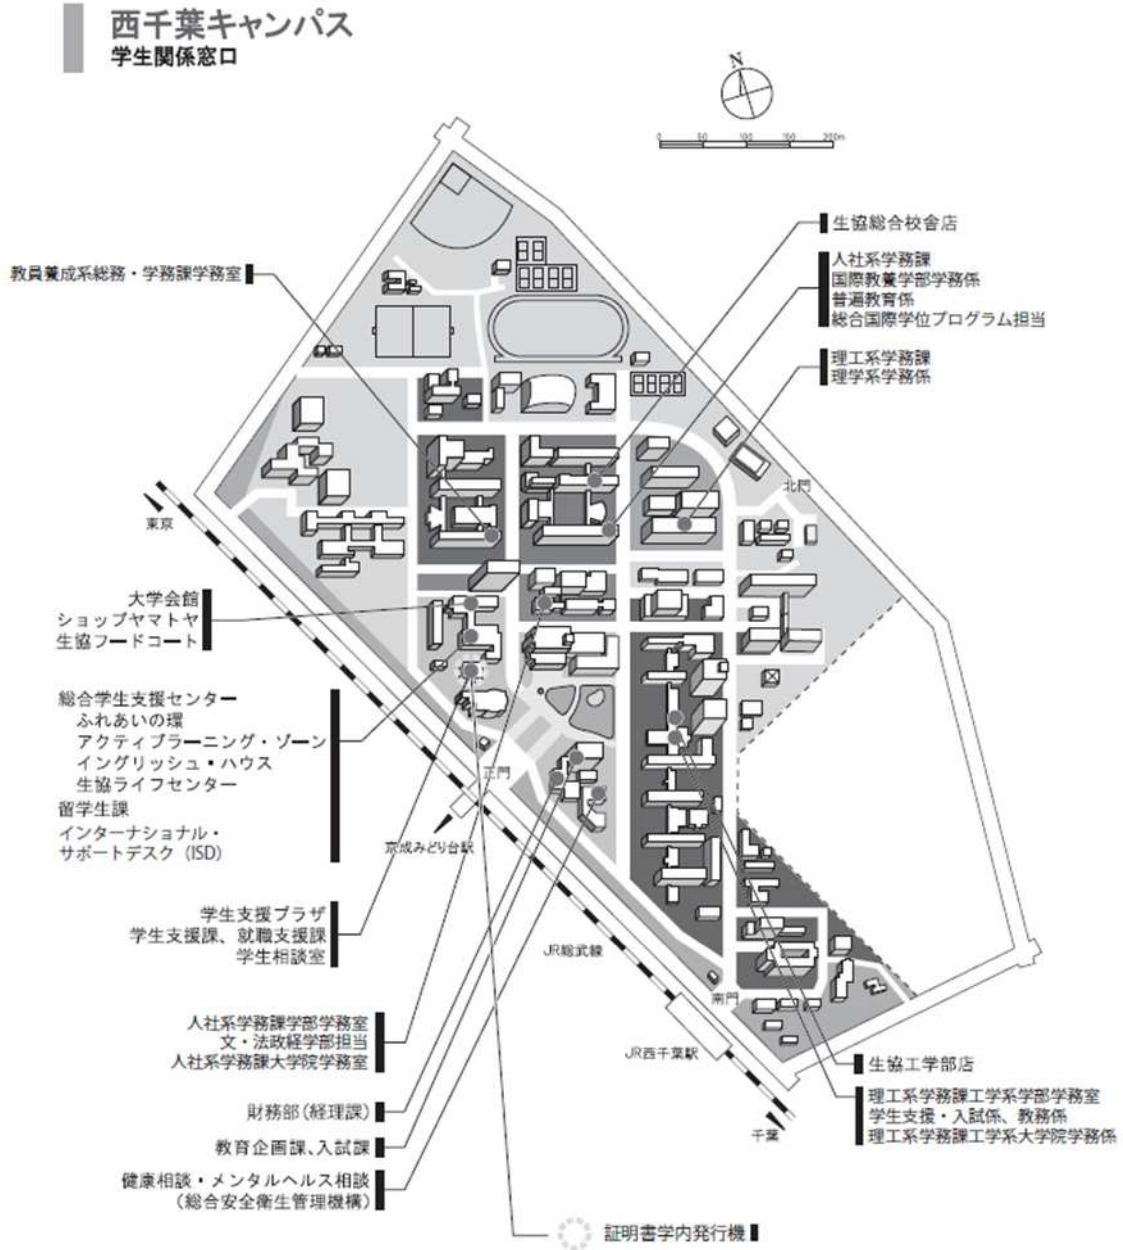 西千葉キャンパス
学生関係窓口
N
0 50 100 150 200m
生協総合校舎店
人社系学務課
国際教養学部学務係
普遍教育係
総合国際学位プログラム担当
教員養成系総務・学務課学務室
理工系学務課
理学系学務係
北門
東京
大学会館
ショップヤマトヤ
生協フードコート
総合学生支援センター
ふれあいの環
アクティブラーニング・ゾーン
イングリッシュ・ハウス
生協ライフセンター
留学生課
インターナショナル・
サポートデスク（ISD）
正門
京成みどり台駅
学生支援プラザ
学生支援課、就職支援課
学生相談室
JR総武線
南門
JR西千葉駅
千葉
人社系学務課学部学務室
文・法政経学部担当
人社系学務課大学院学務室
財務部（経理課）
教育企画課、入試課
健康相談・メンタルヘルス相談
（総合安全衛生管理機構）
生協工学部店
理工系学務課工学系学部学務室
学生支援・入試係、教務係
理工系学務課工学系大学院学務係
証明書学内発行機